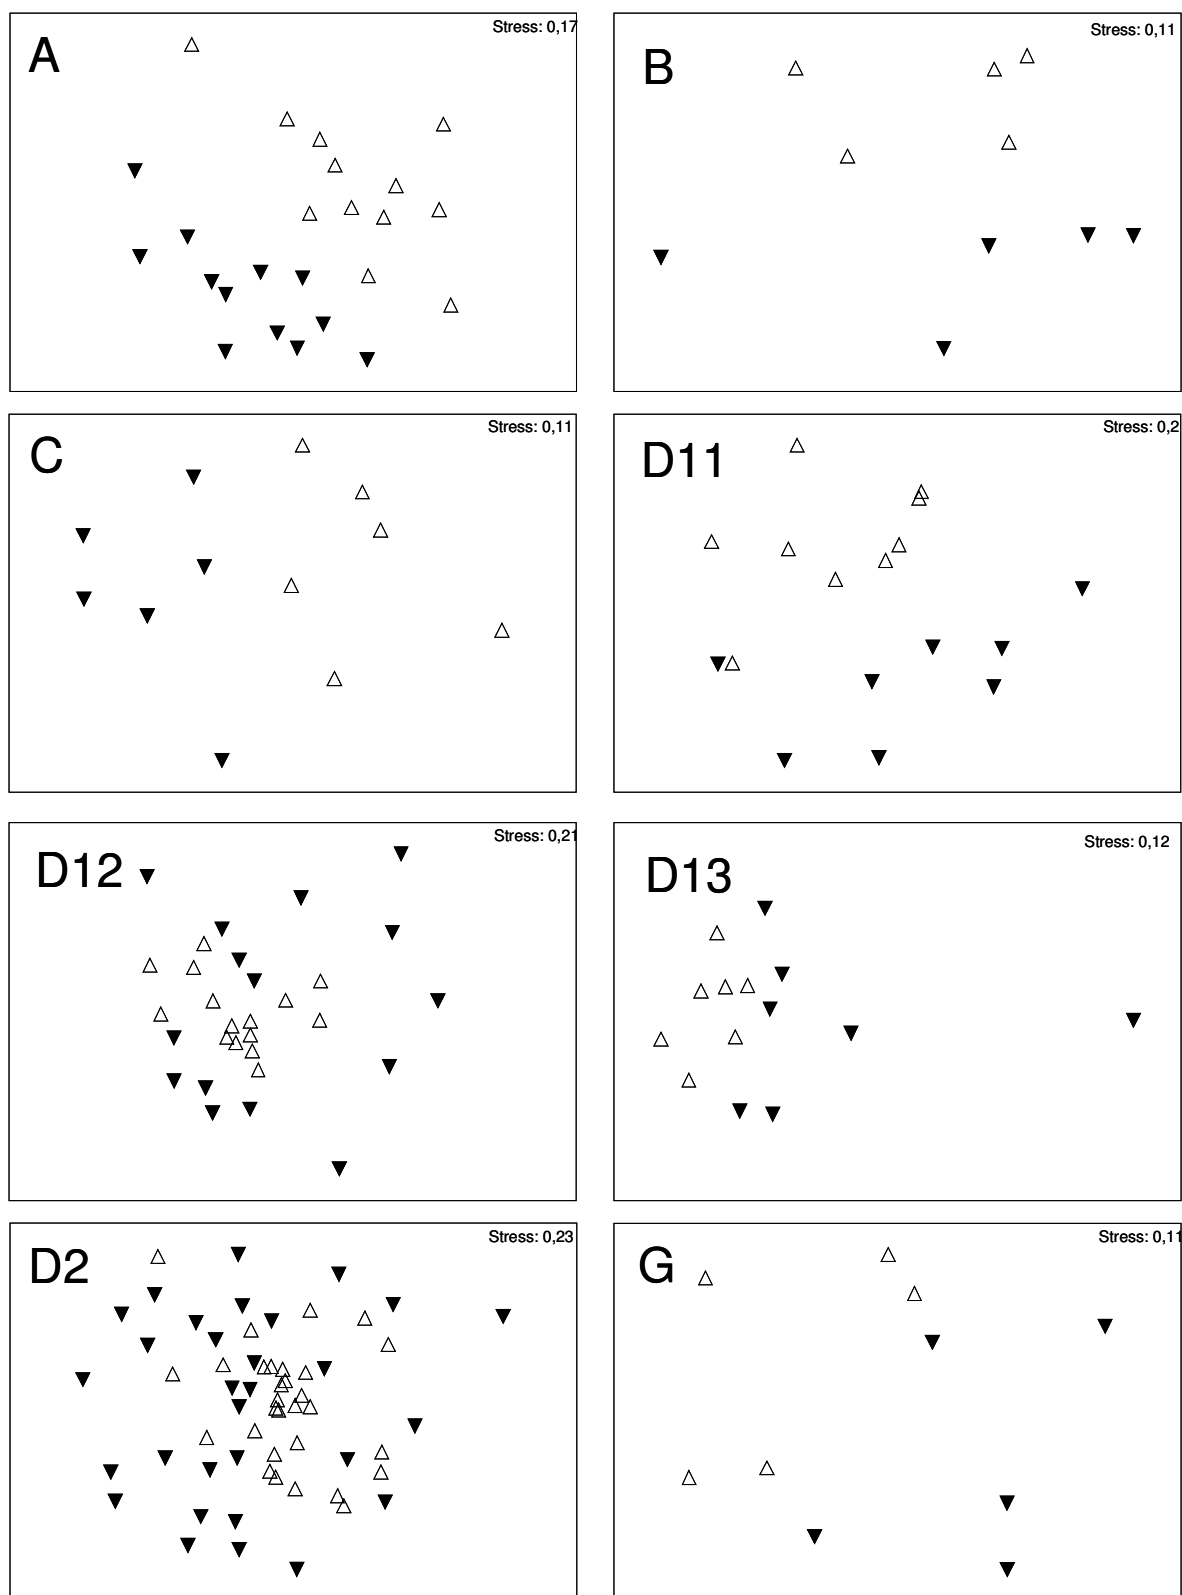 A
Stress: 0,17
B
Stress: 0,11
C
Stress: 0,11
D11
Stress: 0,2
D12
Stress: 0,21
D13
Stress: 0,12
D2
Stress: 0,23
G
Stress: 0,11